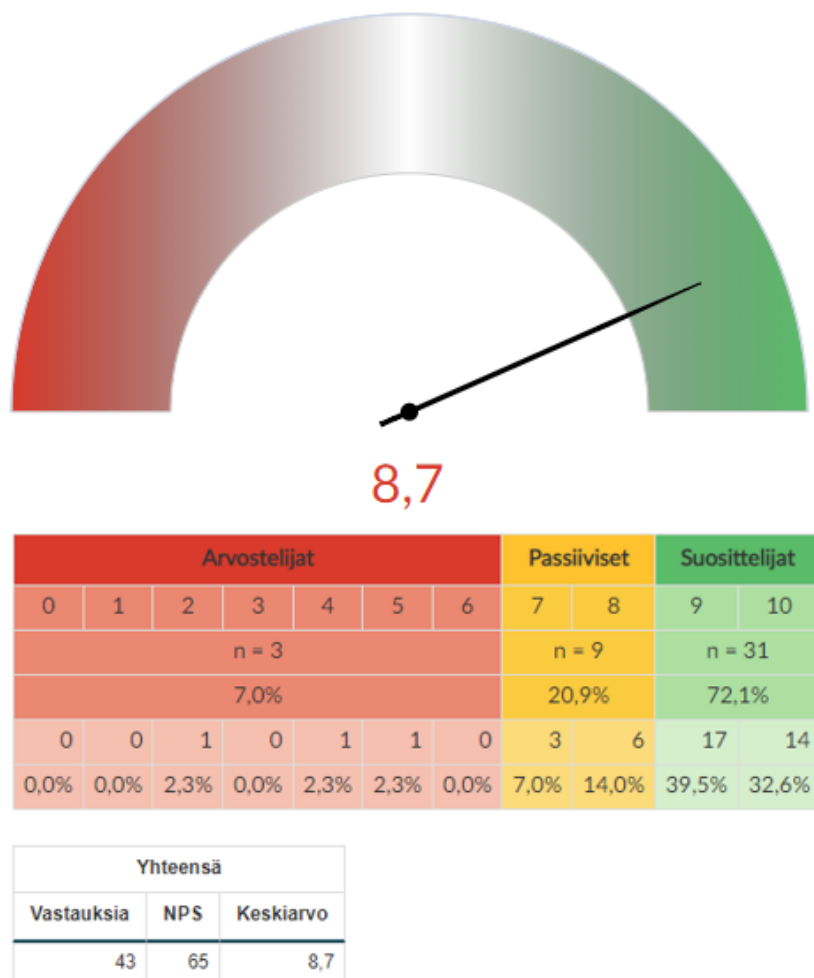 8,7
Arvostelijat Passiiviset Suosittelijat
0 1 2 3 4 5 6 7 8 9 10
n = 3 n = 9 n = 31
7,0% 20,9% 72,1%
0 0 1 0 1 1 0 3 6 17 14
0,0% 0,0% 2,3% 0,0% 2,3% 2,3% 0,0% 7,0% 14,0% 39,5% 32,6%
Yhteensä
Vastauksia NPS Keskiarvo
43 65 8,7